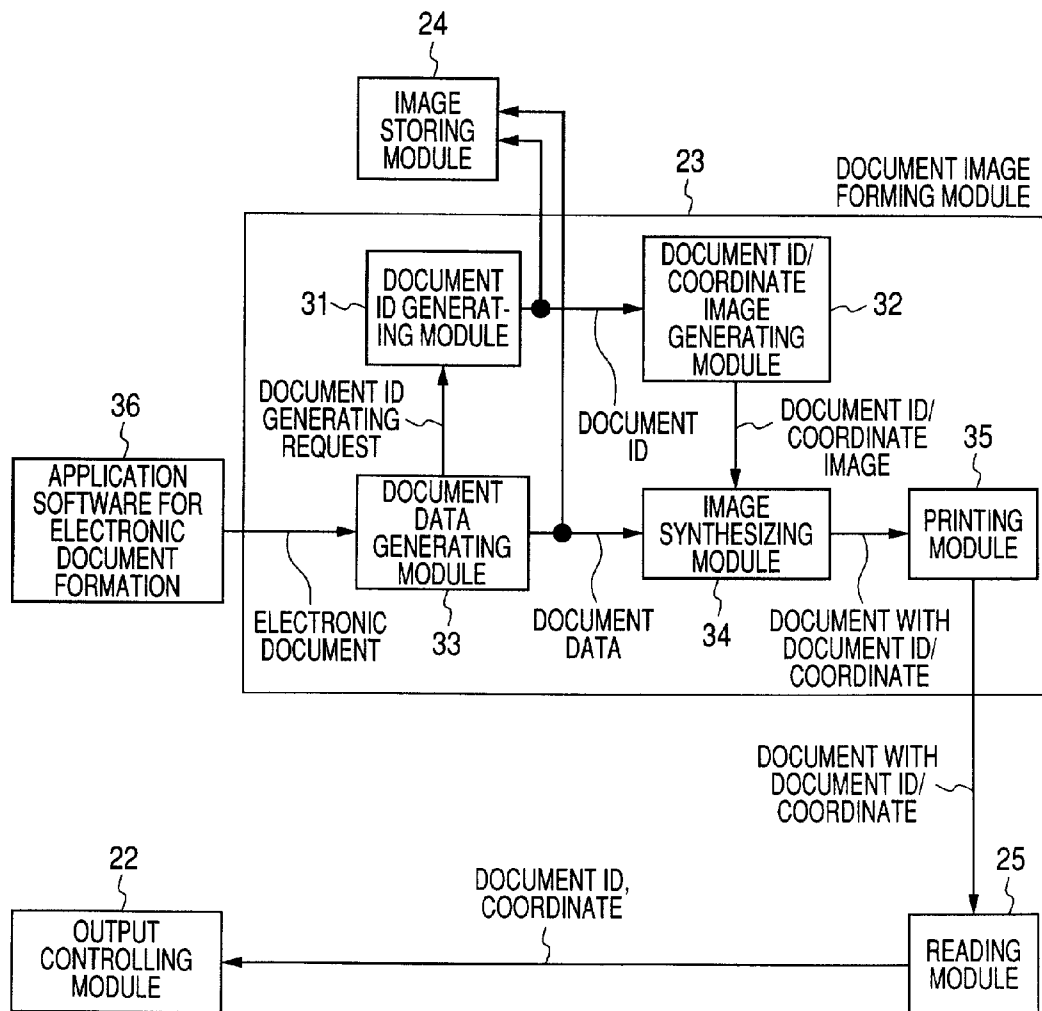 24
IMAGE
STORING
MODULE
23
DOCUMENT IMAGE
FORMING MODULE
31
DOCUMENT
ID GENERAT-
ING MODULE
DOCUMENT ID/
COORDINATE
IMAGE
GENERATING
MODULE
32
DOCUMENT ID
GENERATING
REQUEST
DOCUMENT
ID
DOCUMENT ID/
COORDINATE
IMAGE
36
APPLICATION
SOFTWARE FOR
ELECTRONIC
DOCUMENT
FORMATION
DOCUMENT
DATA
GENERATING
MODULE
33
IMAGE
SYNTHESIZING
MODULE
34
35
PRINTING
MODULE
ELECTRONIC
DOCUMENT
DOCUMENT
DATA
DOCUMENT WITH
DOCUMENT ID/
COORDINATE
DOCUMENT WITH
DOCUMENT ID/
COORDINATE
22
OUTPUT
CONTROLLING
MODULE
DOCUMENT ID,
COORDINATE
25
READING
MODULE